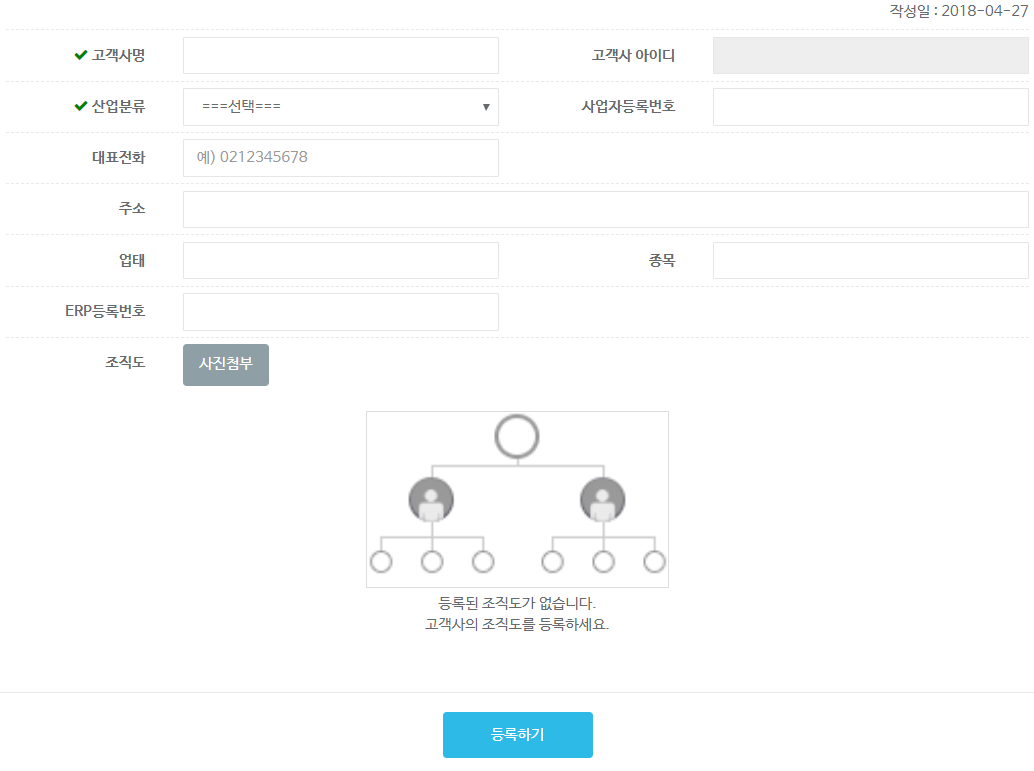 작성일 : 2018-04-27
고객사명
고객사 아이디
산업분류
===선택===
사업자등록번호
대표전화
예) 0212345678
주소
업태
종목
ERP등록번호
조직도
사진첨부
등록된 조직도가 없습니다.
고객사의 조직도를 등록하세요.
등록하기